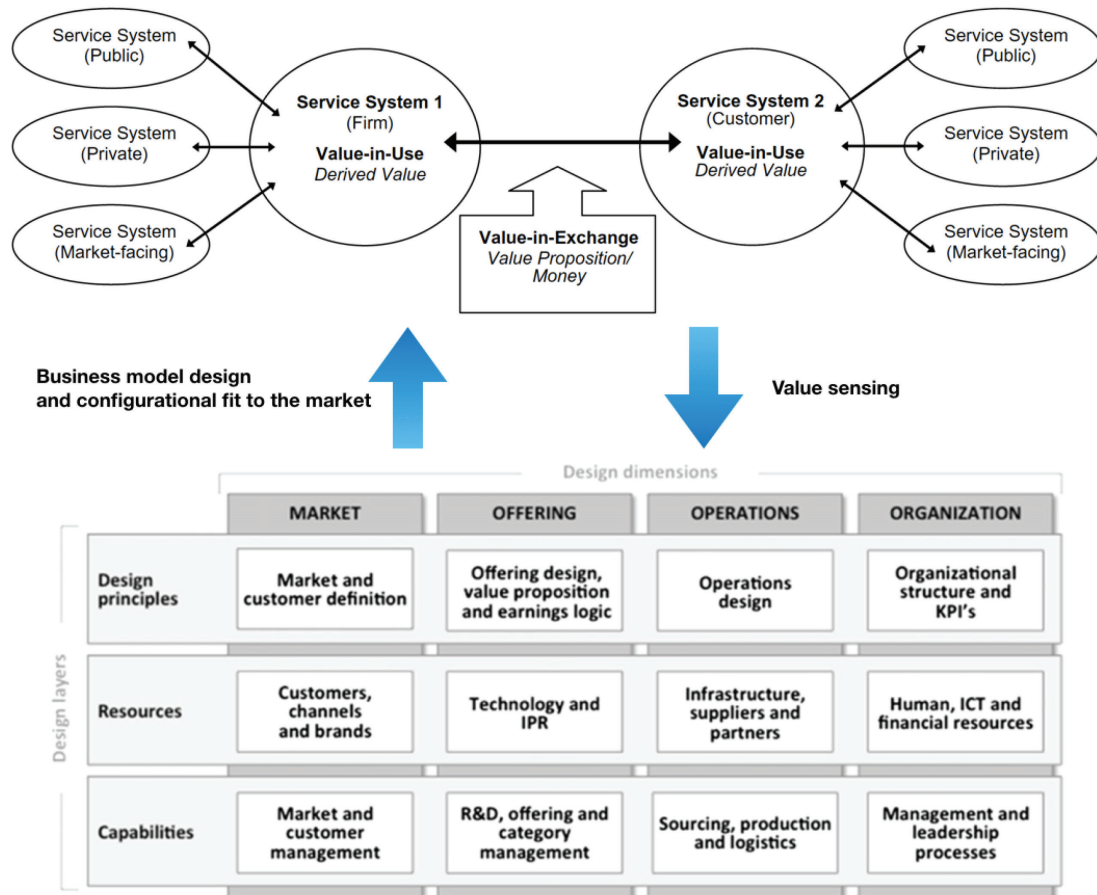 Service System
(Public)
Service System
(Private)
Service System
(Market-facing)
Service System 1
(Firm)
Value-in-Use
Derived Value
Value-in-Exchange
Value Proposition/
Money
Service System 2
(Customer)
Value-in-Use
Derived Value
Service System
(Public)
Service System
(Private)
Service System
(Market-facing)
Business model design
and configurational fit to the market
Value sensing
Design dimensions
MARKET
OFFERING
OPERATIONS
ORGANIZATION
Design layers
Design
principles
Market and
customer definition
Offering design,
value proposition
and earnings logic
Operations
design
Organizational
structure and
KPI's
Resources
Customers,
channels
and brands
Technology and
IPR
Infrastructure,
suppliers and
partners
Human, ICT and
financial resources
Capabilities
Market and
customer
management
R&D, offering and
category
management
Sourcing, production
and logistics
Management and
leadership
processes